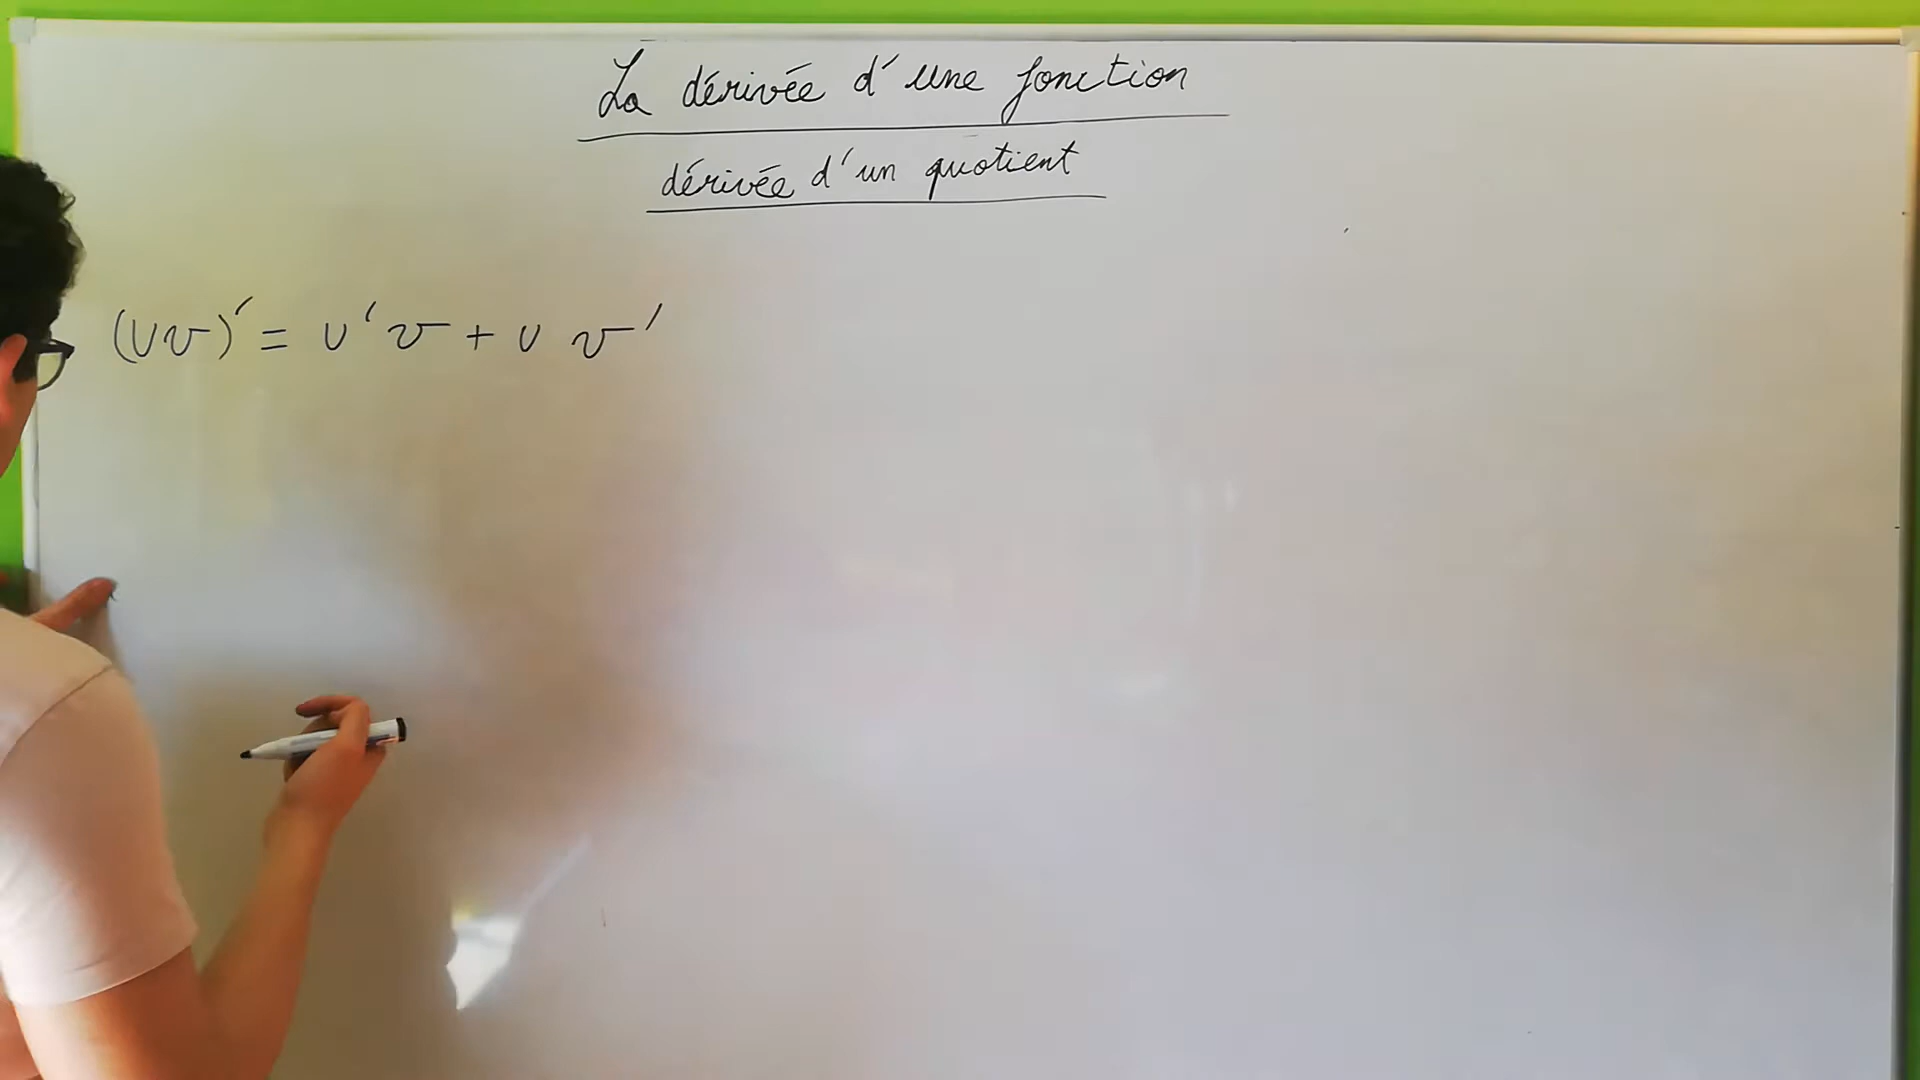 La dérivée d'une fonction
dérivée d'un quotient
(Uv)' = U'v + U v'